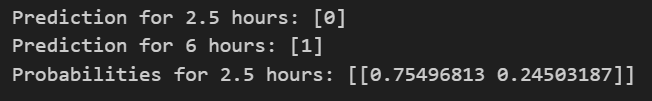 Prediction for 2.5 hours: [0]
Prediction for 6 hours: [1]
Probabilities for 2.5 hours: [[0.75496813 0.24503187]]